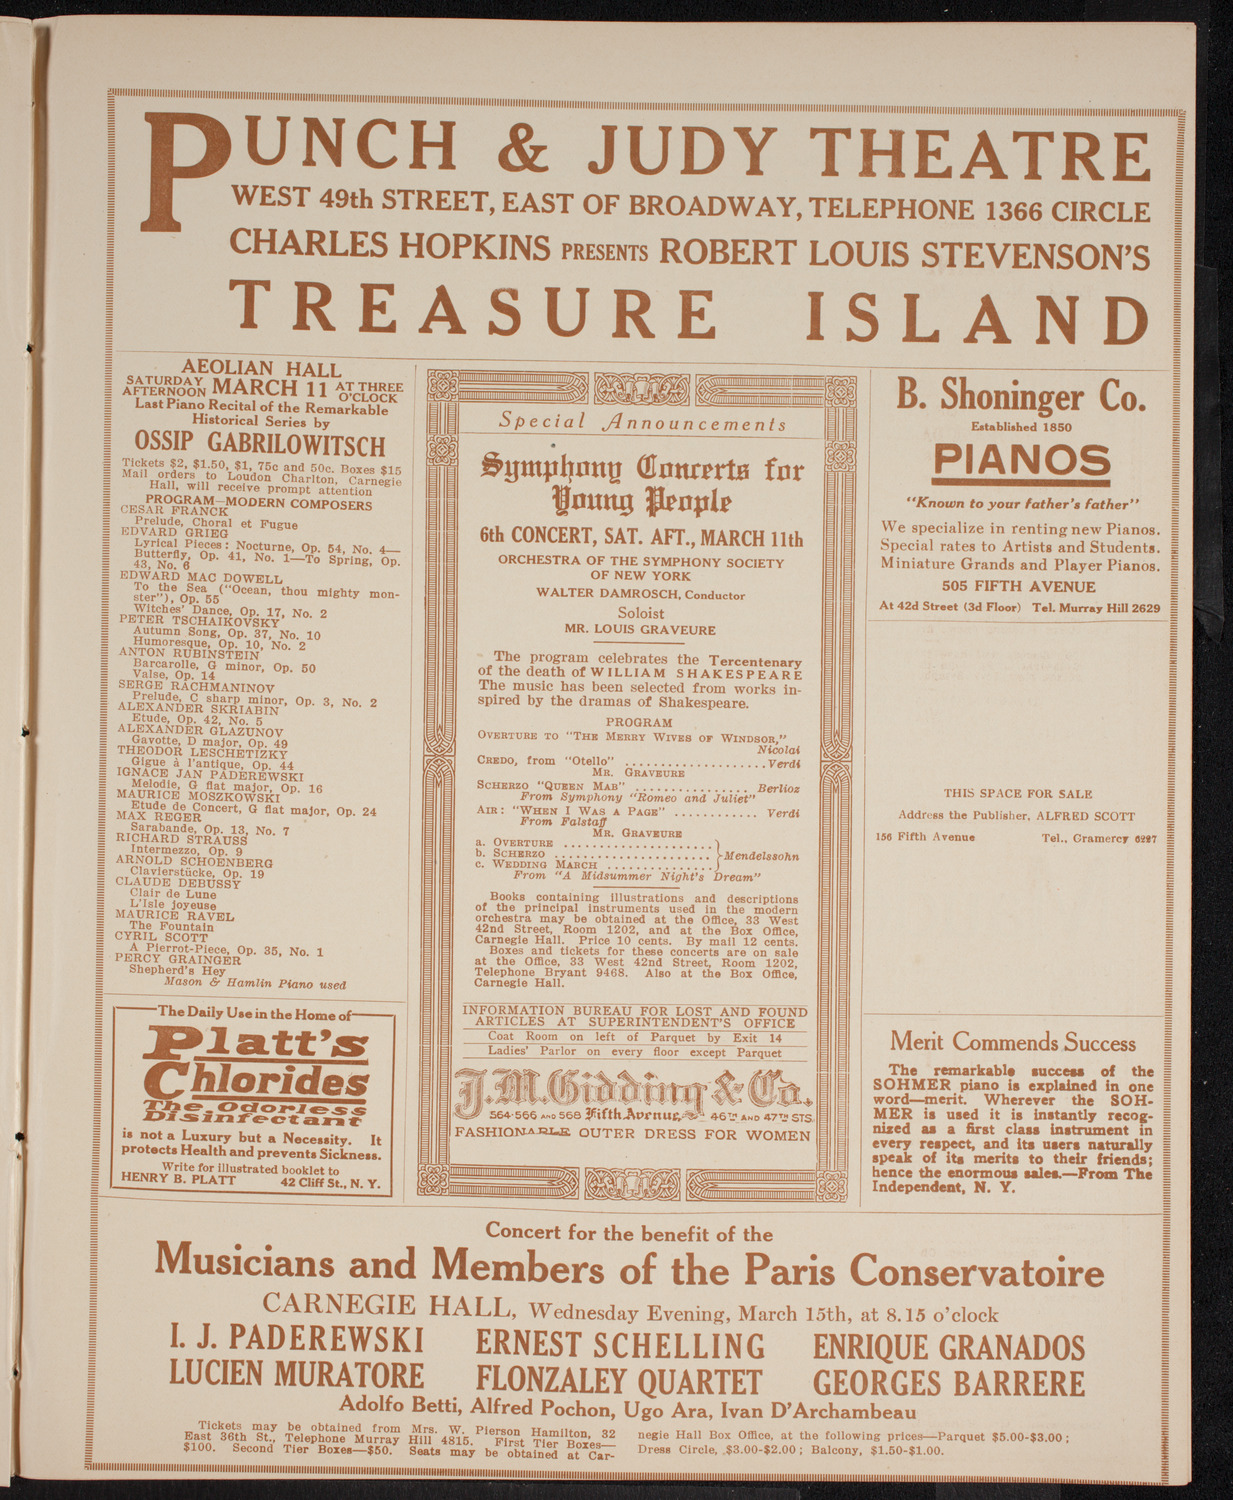 PUNCH & JUDY THEATRE
WEST 49th STREET, EAST OF BROADWAY, TELEPHONE 1366 CIRCLE
CHARLES HOPKINS PRESENTS ROBERT LOUIS STEVENSON'S
TREASURE ISLAND
AEOLIAN HALL
SATURDAY AFTERNOON MARCH 11 AT THREE O'CLOCK
Last Piano Recital of the Remarkable
Historical Series by
OSSIP GABRILOWITSCH
Tickets $2, $1.50, $1, 75c and 50c. Boxes $15
Mail orders to Loudon Charlton, Carnegie
Hall, will receive prompt attention
PROGRAM—MODERN COMPOSERS
CESAR FRANCK
Prelude, Choral et Fugue
EDVARD GRIEG
Lyrical Pieces: Nocturne, Op. 54, No. 4—
Butterfly, Op. 41, No. 1—To Spring, Op.
43, No. 6
EDWARD MAC DOWELL
To the Sea ("Ocean, thou mighty mon-
ster"), Op. 55
Witches' Dance, Op. 17, No. 2
PETER TSCHAIKOVSKY
Autumn Song, Op. 37, No. 10
Humoresque, Op. 10, No. 2
ANTON RUBINSTEIN
Barcarolle, G minor, Op. 50
Valse, Op. 14
SERGE RACHMANINOV
Prelude, C sharp minor, Op. 3, No. 2
ALEXANDER SKRIABIN
Etude, Op. 42, No. 5
ALEXANDER GLAZUNOV
Gavotte, D major, Op. 49
THEODOR LESCHETIZKY
Gigue à l'antique, Op. 44
IGNACE JAN PADEREWSKI
Melodie, G flat major, Op. 16
MAURICE MOSZKOWSKI
Etude de Concert, G flat major, Op. 24
MAX REGER
Sarabande, Op. 13, No. 7
RICHARD STRAUSS
Intermezzo, Op. 9
ARNOLD SCHOENBERG
Clavierstücke, Op. 19
CLAUDE DEBUSSY
Clair de Lune
L'Isle joyeuse
MAURICE RAVEL
The Fountain
CYRIL SCOTT
A Pierrot-Piece, Op. 35, No. 1
PERCY GRAINGER
Shepherd's Hey
Mason & Hamlin Piano used
The Daily Use in the Home of
Platt's
Chlorides
The Odorless
Disinfectant
is not a Luxury but a Necessity. It
protects Health and prevents Sickness.
Write for illustrated booklet to
HENRY B. PLATT 42 Cliff St., N. Y.
Special Announcements
Symphony Concerts for
Young People
6th CONCERT, SAT. AFT., MARCH 11th
ORCHESTRA OF THE SYMPHONY SOCIETY
OF NEW YORK
WALTER DAMROSCH, Conductor
Soloist
MR. LOUIS GRAVEURE
The program celebrates the Tercentenary
of the death of WILLIAM SHAKESPEARE
The music has been selected from works in-
spired by the dramas of Shakespeare.
PROGRAM
OVERTURE TO "THE MERRY WIVES OF WINDSOR,"
Nicolai
CREDO, from "Otello" ................... Verdi
MR. GRAVEURE
SCHERZO "QUEEN MAB" ................ Berlioz
From Symphony "Romeo and Juliet"
AIR: "WHEN I WAS A PAGE" ............ Verdi
From Falstaff
MR. GRAVEURE
a. OVERTURE ......................
b. SCHERZO ...................... Mendelssohn
c. WEDDING MARCH ................
From "A Midsummer Night's Dream"
Books containing illustrations and descriptions
of the principal instruments used in the modern
orchestra may be obtained at the Office, 33 West
42nd Street, Room 1202, and at the Box Office,
Carnegie Hall. Price 10 cents. By mail 12 cents.
Boxes and tickets for these concerts are on sale
at the Office, 33 West 42nd Street, Room 1202,
Telephone Bryant 9468. Also at the Box Office,
Carnegie Hall.
INFORMATION BUREAU FOR LOST AND FOUND
ARTICLES AT SUPERINTENDENT'S OFFICE
Coat Room on left of Parquet by Exit 14
Ladies' Parlor on every floor except Parquet
J.M. Gidding & Co.
564-566 AND 568 Fifth Avenue, 46TH AND 47TH STS.
FASHIONABLE OUTER DRESS FOR WOMEN
B. Shoninger Co.
Established 1850
PIANOS
"Known to your father's father"
We specialize in renting new Pianos.
Special rates to Artists and Students.
Miniature Grands and Player Pianos.
505 FIFTH AVENUE
At 42d Street (3d Floor) Tel. Murray Hill 2629
THIS SPACE FOR SALE
Address the Publisher, ALFRED SCOTT
156 Fifth Avenue Tel., Gramercy 6287
Merit Commends Success
The remarkable success of the
SOHMER piano is explained in one
word—merit. Wherever the SOH-
MER is used it is instantly recog-
nized as a first class instrument in
every respect, and its users naturally
speak of its merits to their friends;
hence the enormous sales.—From The
Independent, N. Y.
Concert for the benefit of the
Musicians and Members of the Paris Conservatoire
CARNEGIE HALL, Wednesday Evening, March 15th, at 8.15 o'clock
I. J. PADEREWSKI ERNEST SCHELLING ENRIQUE GRANADOS
LUCIEN MURATORE FLONZALEY QUARTET GEORGES BARRERE
Adolfo Betti, Alfred Pochon, Ugo Ara, Ivan D'Archambeau
Tickets may be obtained from Mrs. W. Pierson Hamilton, 32
East 36th St., Telephone Murray Hill 4815. First Tier Boxes—
$100. Second Tier Boxes—$50. Seats may be obtained at Car-
negie Hall Box Office, at the following prices—Parquet $5.00-$3.00;
Dress Circle, $3.00-$2.00; Balcony, $1.50-$1.00.